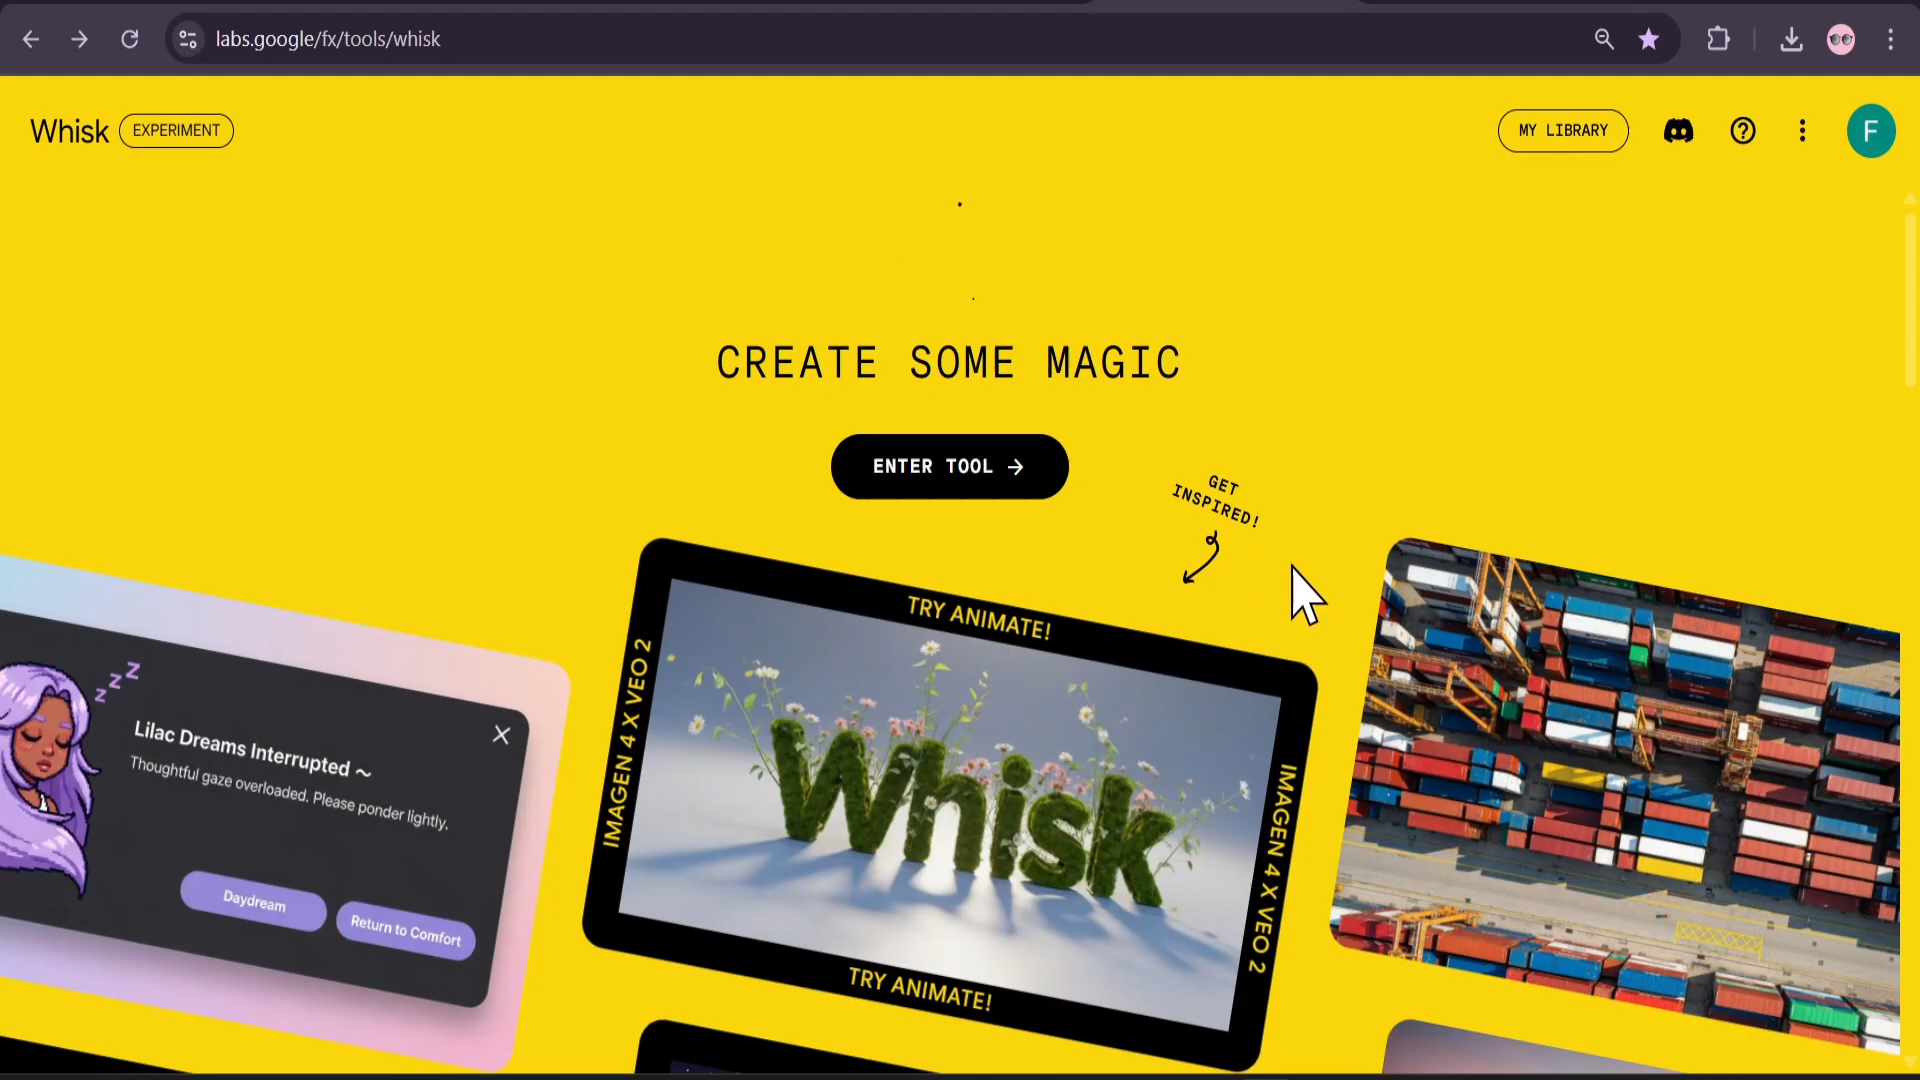 labs.google/fx/tools/whisk
Whisk EXPERIMENT
MY LIBRARY
F
CREATE SOME MAGIC
ENTER TOOL →
GET
INSPIRED!
z z z
Lilac Dreams Interrupted ～
Thoughtful gaze overloaded. Please ponder lightly,
Daydream
Return to Comfort
TRY ANIMATE!
IMAGEN 4 X VEO 2
Whisk
IMAGEN 4 X VEO 2
TRY ANIMATE!